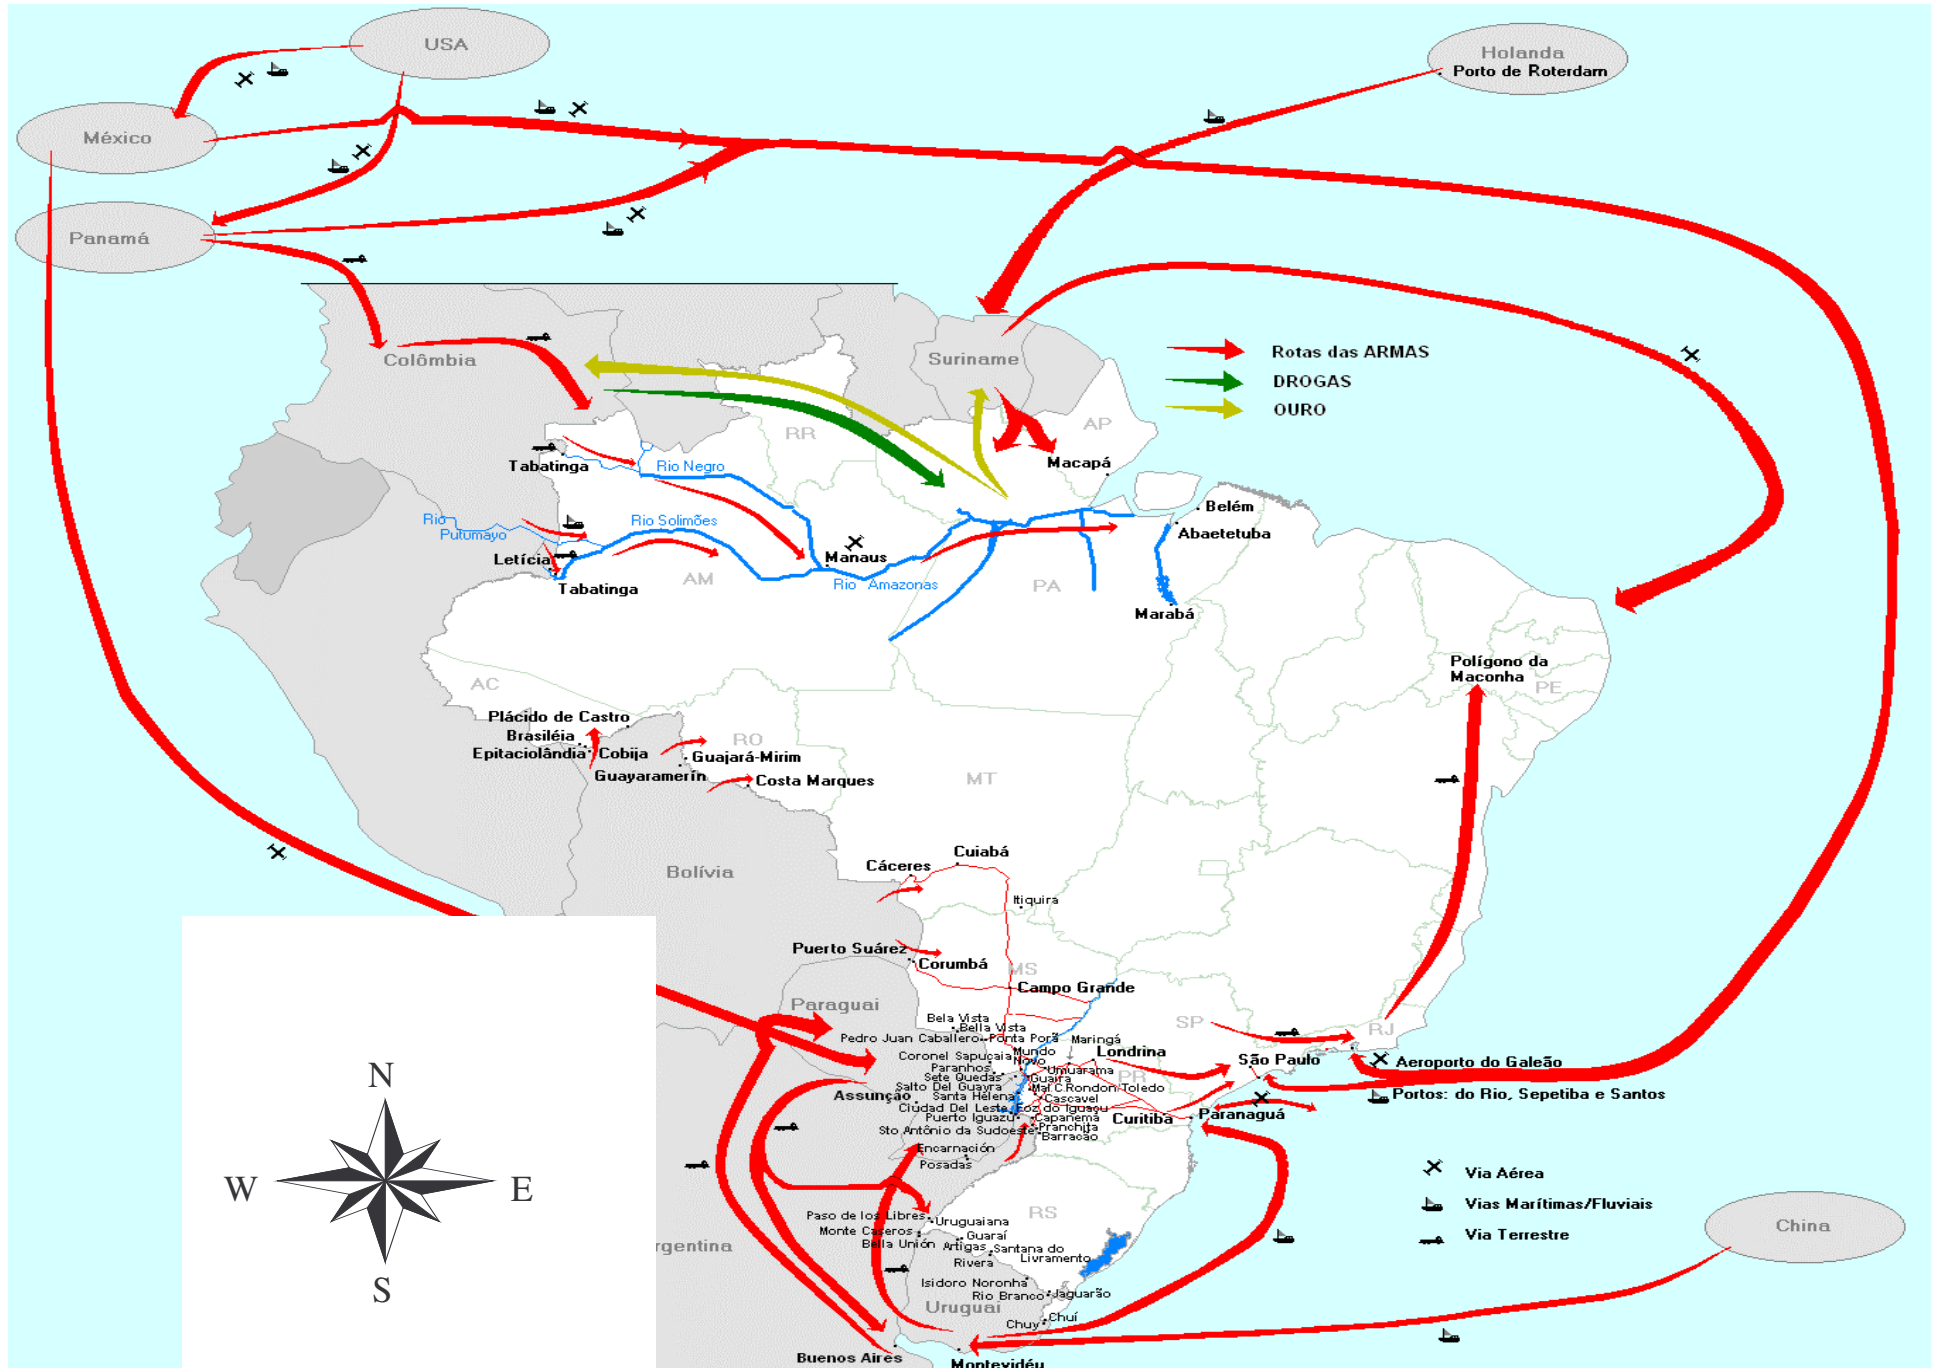 USA
Holanda
Porto de Roterdam
México
Panamá
Colômbia
Suriname
Rotas das ARMAS
DROGAS
OURO
RR
AP
Macapá
Tabatinga
Rio Negro
Rio
Putumayo
Rio Solimões
Belém
Abaetetuba
Letícia
Manaus
Tabatinga
AM
Rio Amazonas
PA
Marabá
Polígono da
Maconha
PE
AC
Plácido de Castro
Brasiléia
Epitaciolândia
Cobija
RO
Guajará-Mirim
Guayaramerín
Costa Marques
MT
Bolívia
Cáceres
Cuiabá
Itiquira
Puerto Suárez
Corumbá
MS
Campo Grande
Paraguai
Bela Vista
Bella Vista
Pedro Juan Caballero
Ponta Porã
Maringá
SP
RJ
Coronel Sapucaia
Mundo
Novo
Londrina
São Paulo
Aeroporto do Galeão
Paranhos
Umuarama
Sete Quedas
Guaíra
PR
Salto Del Guayra
Mal C.Rondon
Toledo
Assunção
Santa Helena
Cascavel
Portos: do Rio, Sepetiba e Santos
Ciudad Del Leste
Foz do Iguaçu
Puerto Iguazu
Capanema
Curitiba
Paranaguá
Sto Antônio da Sudoeste
Pranchita
Barracão
Encarnación
Posadas
Via Aérea
Vias Marítimas/Fluviais
Via Terrestre
RS
Paso de los Libres
Uruguaiana
Monte Caseros
Guaraí
Bella Unión
Artigas
Santana do
Livramento
Rivera
rgentina
Isidoro Noronha
Rio Branco
Jaguarão
Uruguai
Chuy
Chuí
China
Buenos Aires
Montevidéu
N
W
E
S